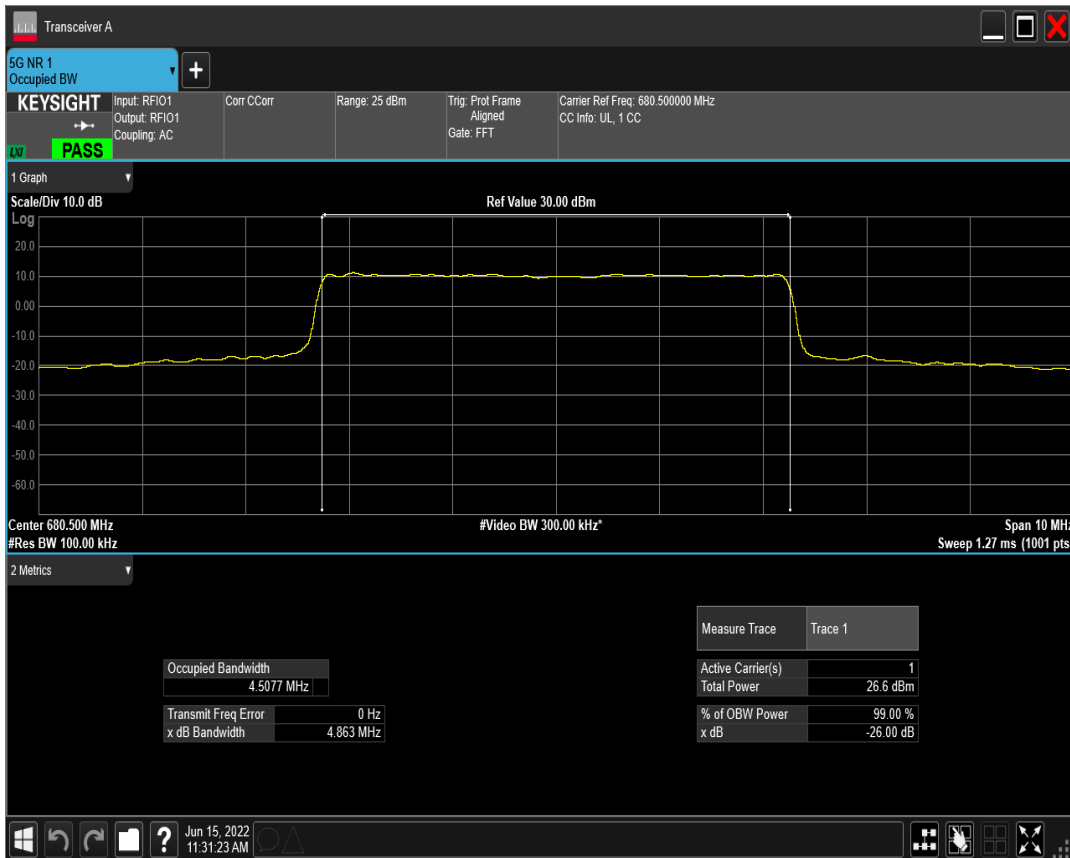 Transceiver A
5G NR 1
Occupied BW
+
KEYSIGHT
LXI
PASS
Input: RFIO1
Output: RFIO1
Coupling: AC
Corr CCorr
Range: 25 dBm
Trig: Prot Frame
Aligned
Gate: FFT
Carrier Ref Freq: 680.500000 MHz
CC Info: UL, 1 CC
1 Graph
Scale/Div 10.0 dB
Ref Value 30.00 dBm
Log
20.0
10.0
0.00
-10.0
-20.0
-30.0
-40.0
-50.0
-60.0
Center 680.500 MHz
#Video BW 300.00 kHz*
Span 10 MHz
#Res BW 100.00 kHz
Sweep 1.27 ms (1001 pts
2 Metrics
Measure Trace Trace 1
Occupied Bandwidth
4.5077 MHz
Active Carrier(s) 1
Total Power 26.6 dBm
Transmit Freq Error 0 Hz
x dB Bandwidth 4.863 MHz
% of OBW Power 99.00 %
x dB -26.00 dB
?
Jun 15, 2022
11:31:23 AM